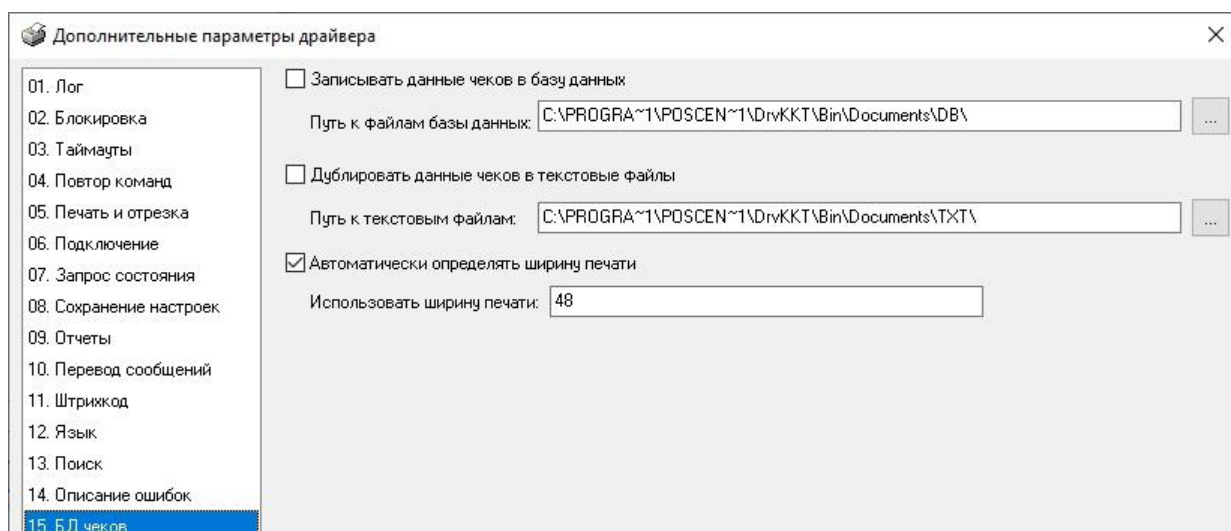 Дополнительные параметры драйвера
01. Лог
02. Блокировка
03. Таймауты
04. Повтор команд
05. Печать и отрезка
06. Подключение
07. Запрос состояния
08. Сохранение настроек
09. Отчеты
10. Перевод сообщений
11. Штрихкод
12. Язык
13. Поиск
14. Описание ошибок
15. БД чеков
Записывать данные чеков в базу данных
Путь к файлам базы данных: C:\PROGRA~1\POSCEN~1\DrvKKT\Bin\Documents\DB\ ...
Дублировать данные чеков в текстовые файлы
Путь к текстовым файлам: C:\PROGRA~1\POSCEN~1\DrvKKT\Bin\Documents\TXT\ ...
Автоматически определять ширину печати
Использовать ширину печати: 48